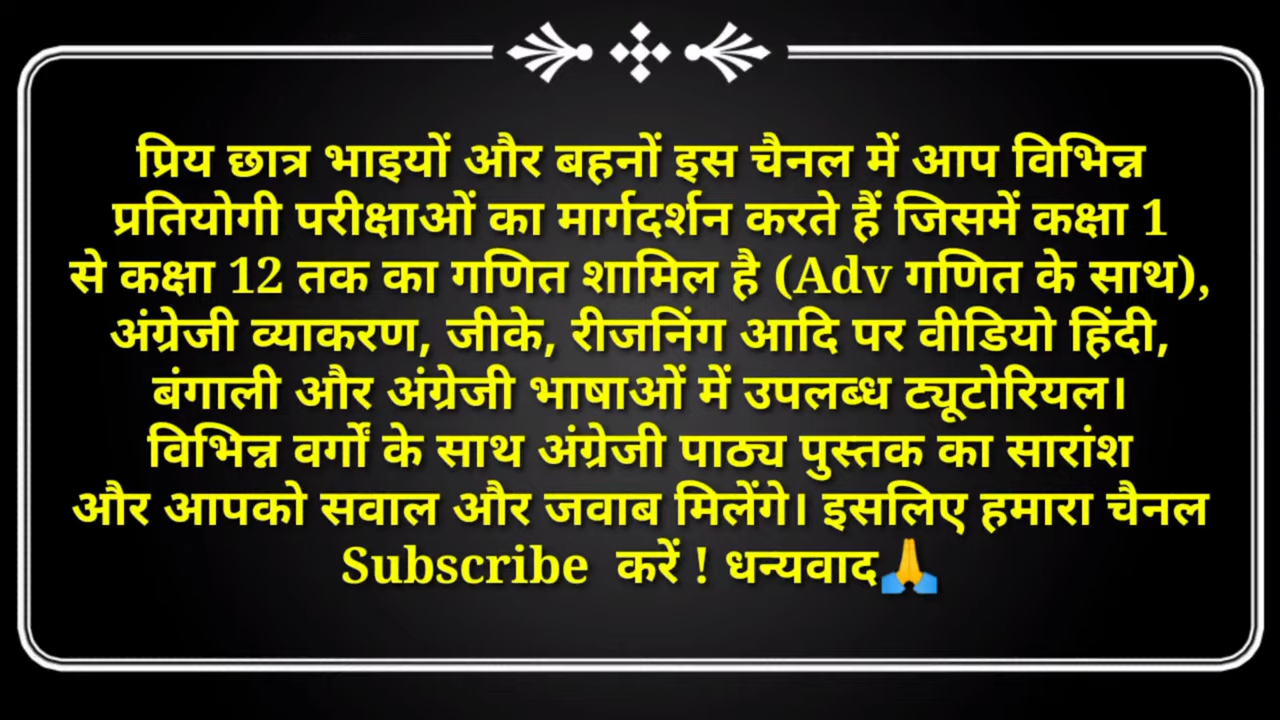 प्रिय छात्र भाइयों और बहनों इस चैनल में आप विभिन्न
प्रतियोगी परीक्षाओं का मार्गदर्शन करते हैं जिसमें कक्षा 1
से कक्षा 12 तक का गणित शामिल है (Adv गणित के साथ),
अंग्रेजी व्याकरण, जीके, रीजनिंग आदि पर वीडियो हिंदी,
बंगाली और अंग्रेजी भाषाओं में उपलब्ध ट्यूटोरियल।
विभिन्न वर्गों के साथ अंग्रेजी पाठ्य पुस्तक का सारांश
और आपको सवाल और जवाब मिलेंगे। इसलिए हमारा चैनल
Subscribe करें ! धन्यवाद🙏